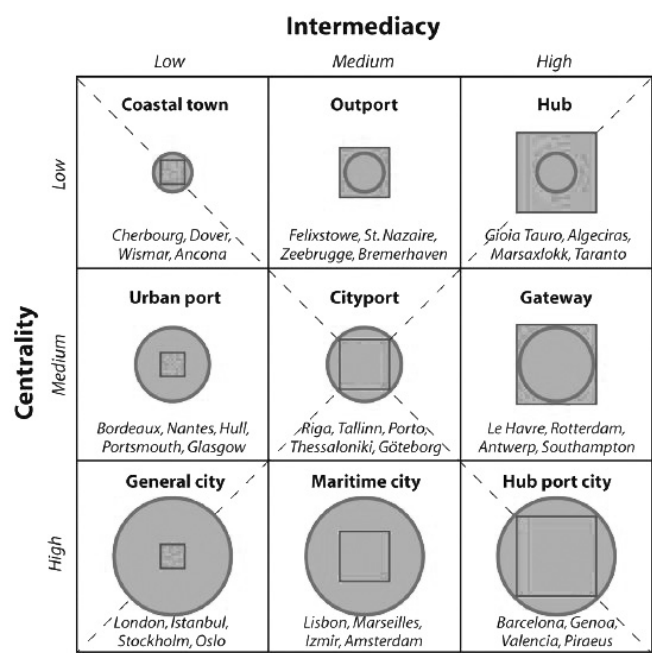 Intermediacy
Low
Medium
High
Centrality
Low
Coastal town
Cherbourg, Dover,
Wismar, Ancona
Outport
Felixstowe, St. Nazaire,
Zeebrugge, Bremerhaven
Hub
Gioia Tauro, Algeciras,
Marsaxlokk, Taranto
Medium
Urban port
Bordeaux, Nantes, Hull,
Portsmouth, Glasgow
Cityport
Riga, Tallinn, Porto,
Thessaloniki, Göteborg
Gateway
Le Havre, Rotterdam,
Antwerp, Southampton
High
General city
London, Istanbul,
Stockholm, Oslo
Maritime city
Lisbon, Marseilles,
Izmir, Amsterdam
Hub port city
Barcelona, Genoa,
Valencia, Piraeus